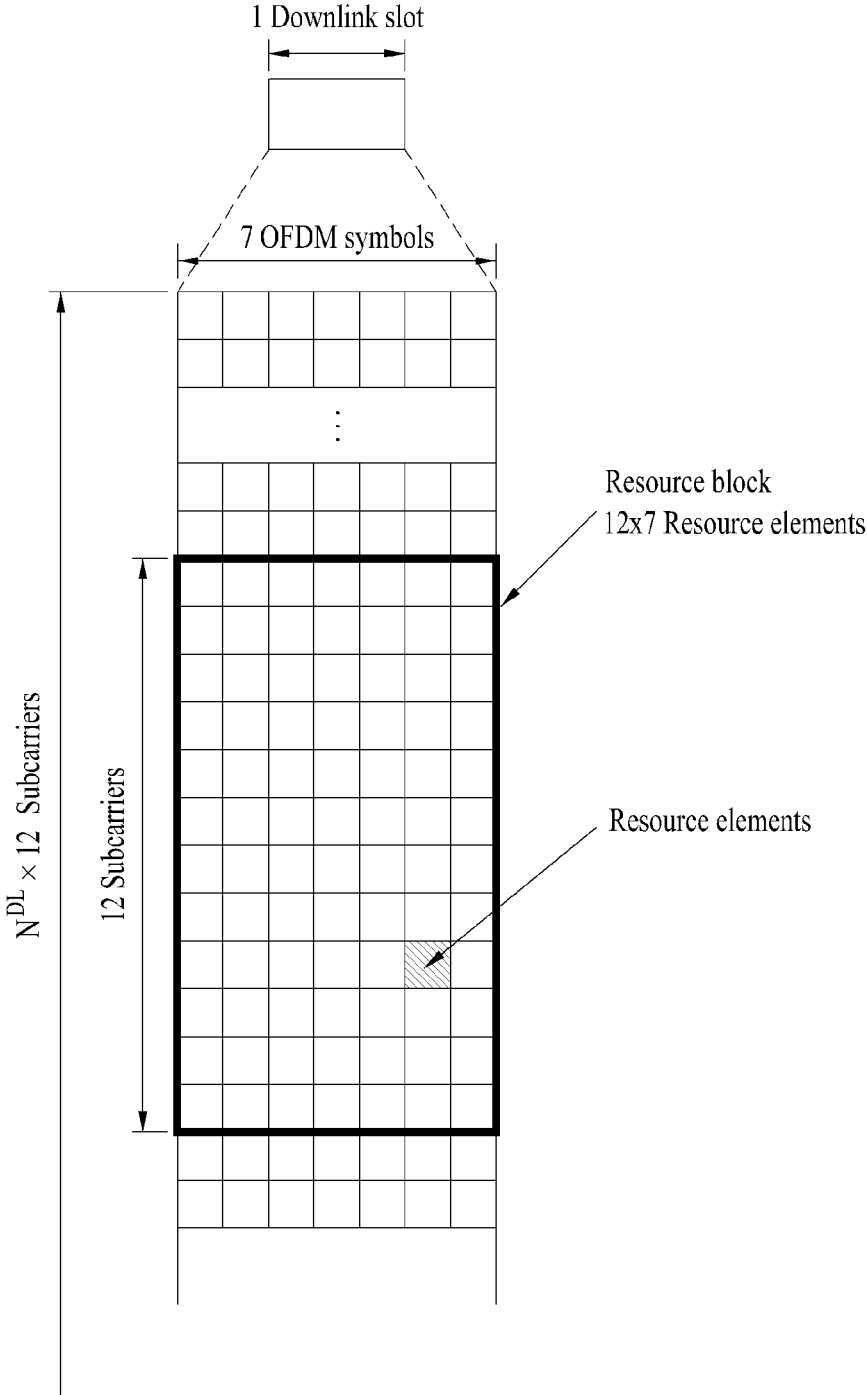 1 Downlink slot
7 OFDM symbols
⋮
Resource block
12x7 Resource elements
N^DL × 12 Subcarriers
12 Subcarriers
Resource elements